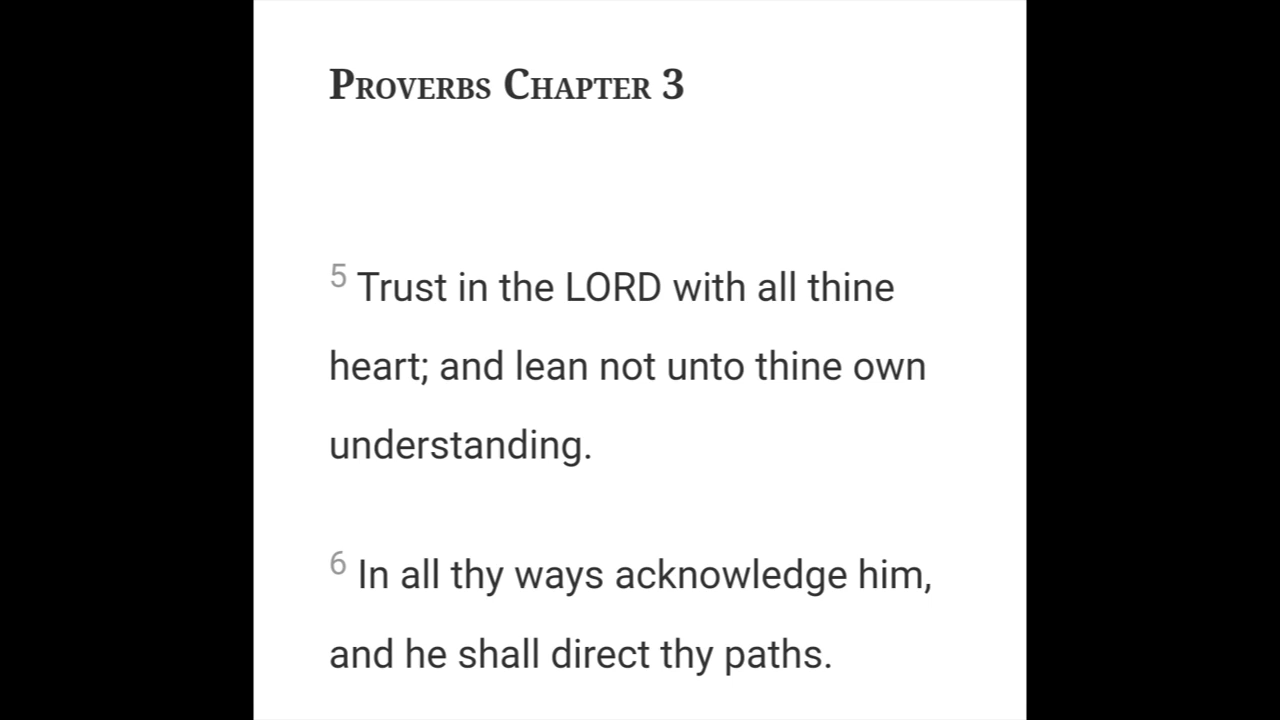 Proverbs Chapter 3
5 Trust in the LORD with all thine
heart; and lean not unto thine own
understanding.
6 In all thy ways acknowledge him,
and he shall direct thy paths.